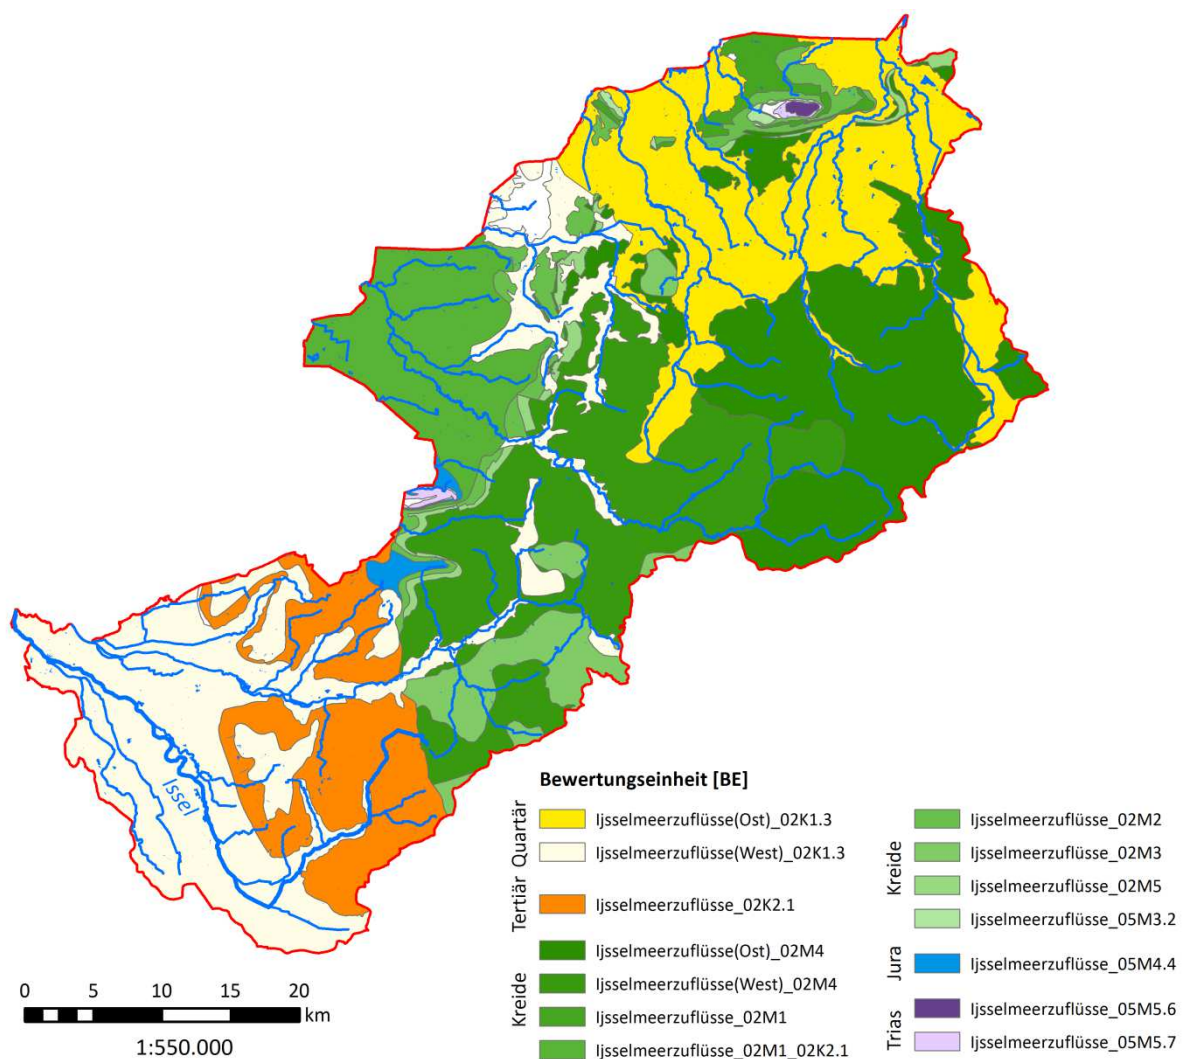 Issel
Bewertungseinheit [BE]
Quartär
Ijsselmeerzuflüsse(Ost)_02K1.3
Ijsselmeerzuflüsse(West)_02K1.3
Tertiär
Ijsselmeerzuflüsse_02K2.1
Kreide
Ijsselmeerzuflüsse(Ost)_02M4
Ijsselmeerzuflüsse(West)_02M4
Ijsselmeerzuflüsse_02M1
Ijsselmeerzuflüsse_02M1_02K2.1
Kreide
Ijsselmeerzuflüsse_02M2
Ijsselmeerzuflüsse_02M3
Ijsselmeerzuflüsse_02M5
Ijsselmeerzuflüsse_05M3.2
Jura
Ijsselmeerzuflüsse_05M4.4
Trias
Ijsselmeerzuflüsse_05M5.6
Ijsselmeerzuflüsse_05M5.7
0 5 10 15 20
km
1:550.000